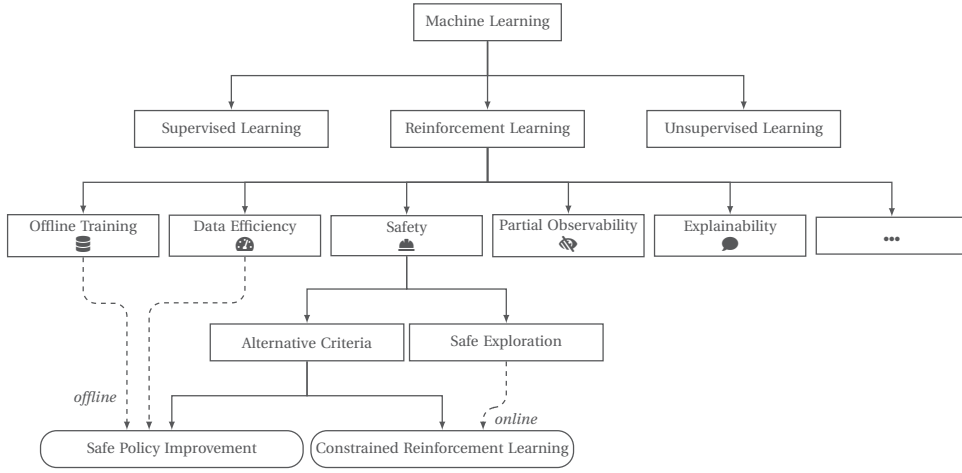 Machine Learning
Supervised Learning
Reinforcement Learning
Unsupervised Learning
Offline Training
Data Efficiency
Safety
Partial Observability
Explainability
•••
Alternative Criteria
Safe Exploration
offline
online
Safe Policy Improvement
Constrained Reinforcement Learning